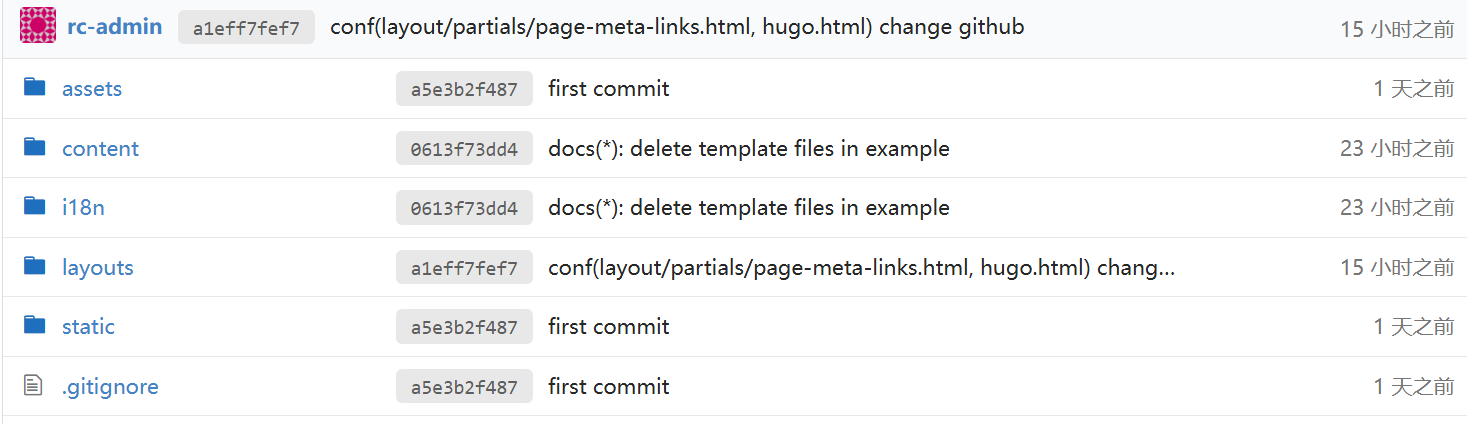 rc-admin a1eff7fef7 conf(layout/partials/page-meta-links.html, hugo.html) change github 15 小时之前
assets a5e3b2f487 first commit 1 天之前
content 0613f73dd4 docs(*): delete template files in example 23 小时之前
i18n 0613f73dd4 docs(*): delete template files in example 23 小时之前
layouts a1eff7fef7 conf(layout/partials/page-meta-links.html, hugo.html) chang... 15 小时之前
static a5e3b2f487 first commit 1 天之前
.gitignore a5e3b2f487 first commit 1 天之前